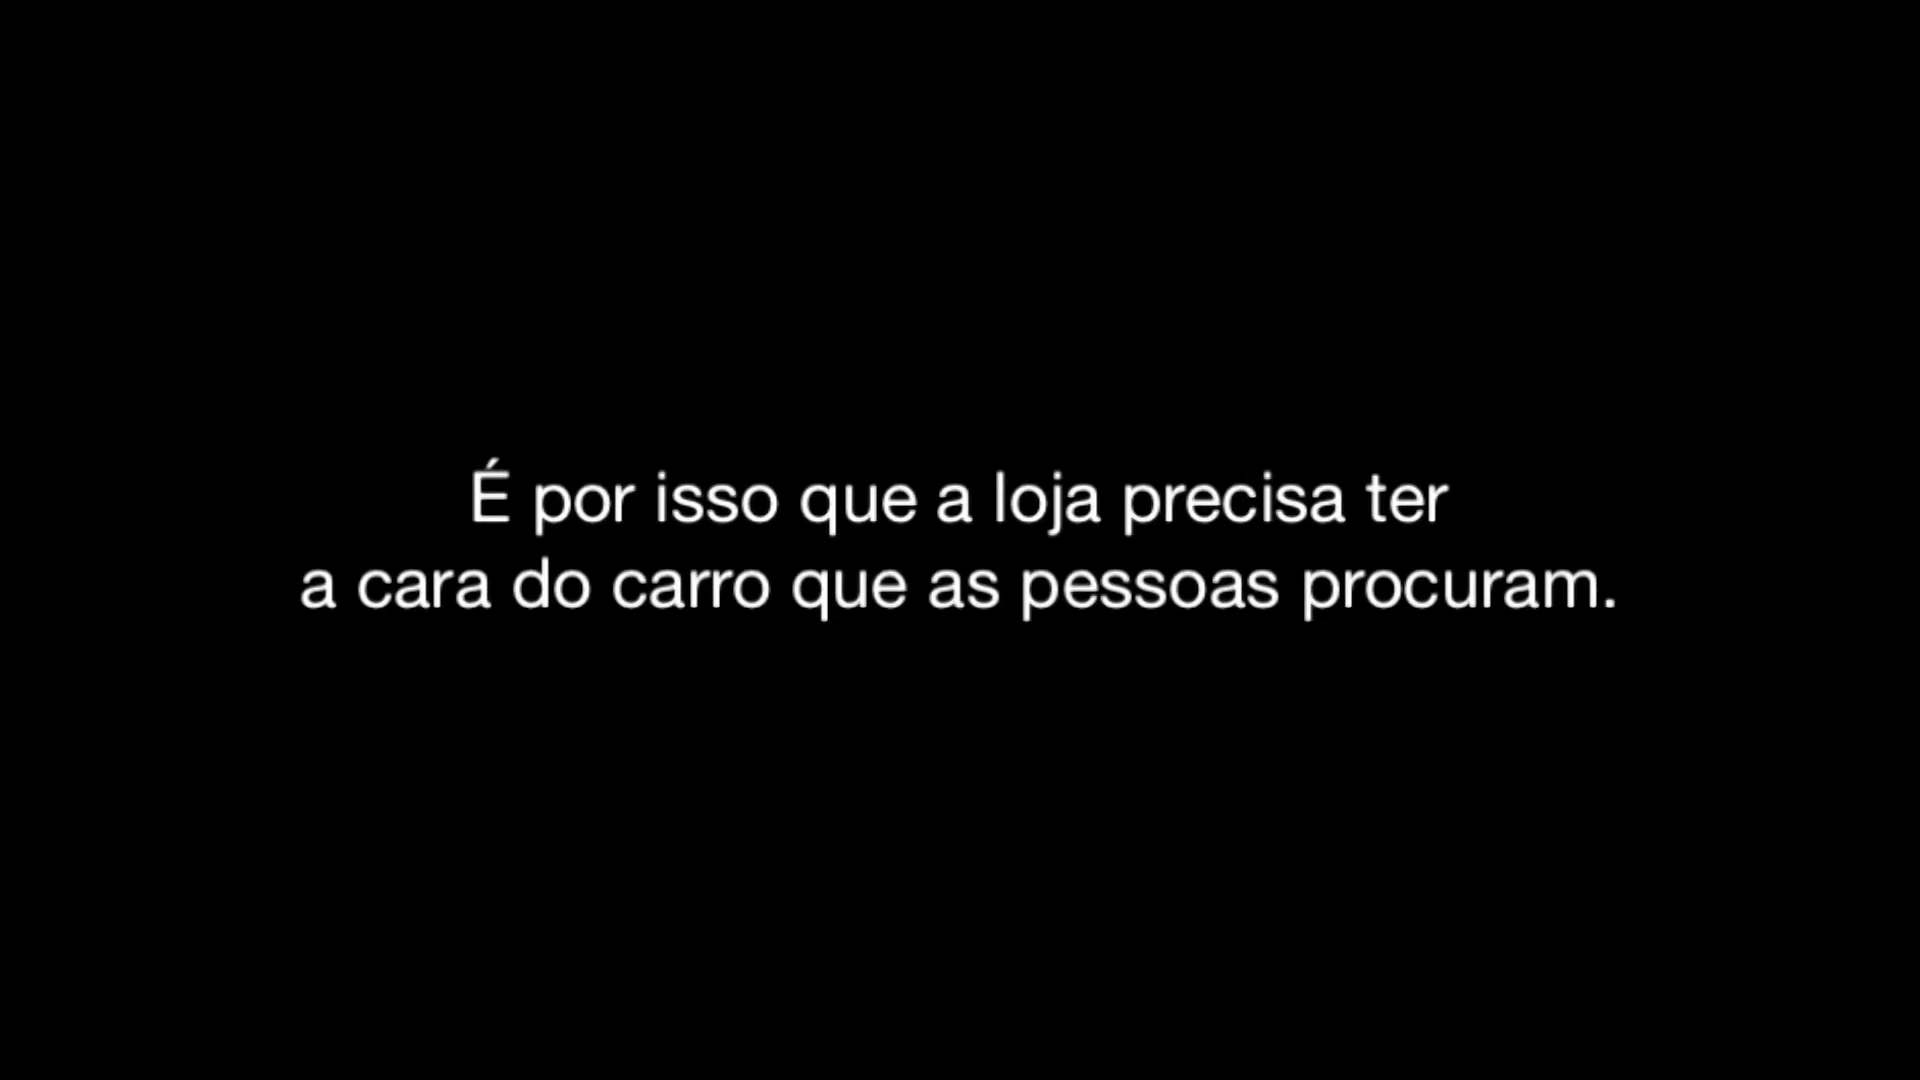 É por isso que a loja precisa ter
a cara do carro que as pessoas procuram.